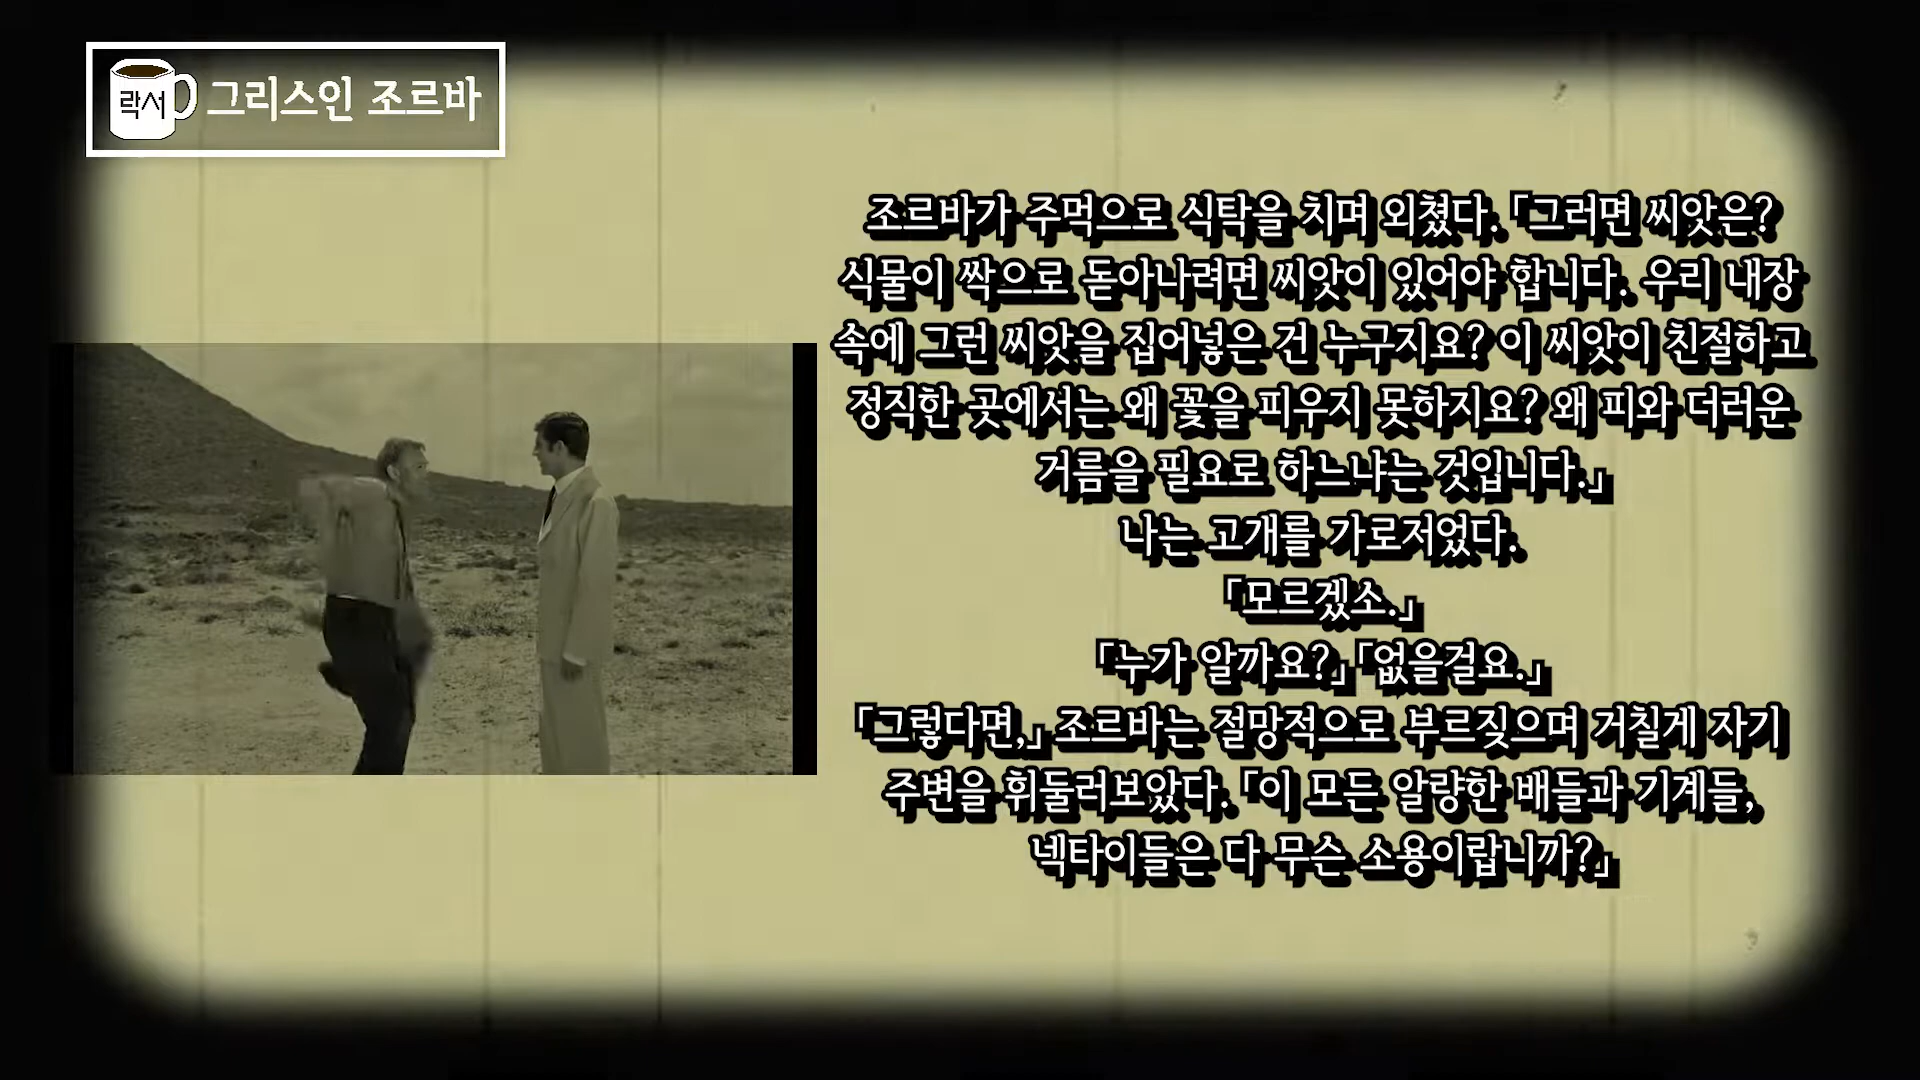 락서
그리스인 조르바
조르바가 주먹으로 식탁을 치며 외쳤다.「그러면 씨앗은?
식물이 싹으로 돋아나려면 씨앗이 있어야 합니다. 우리 내장
속에 그런 씨앗을 집어넣은 건 누구지요? 이 씨앗이 친절하고
정직한 곳에서는 왜 꽃을 피우지 못하지요? 왜 피와 더러운
거름을 필요로 하느냐는 것입니다.」
나는 고개를 가로저었다.
「모르겠소.」
「누가 알까요?」「없을걸요.」
「그렇다면,」 조르바는 절망적으로 부르짖으며 거칠게 자기
주변을 휘둘러보았다.「이 모든 알량한 배들과 기계들,
넥타이들은 다 무슨 소용이랍니까?」